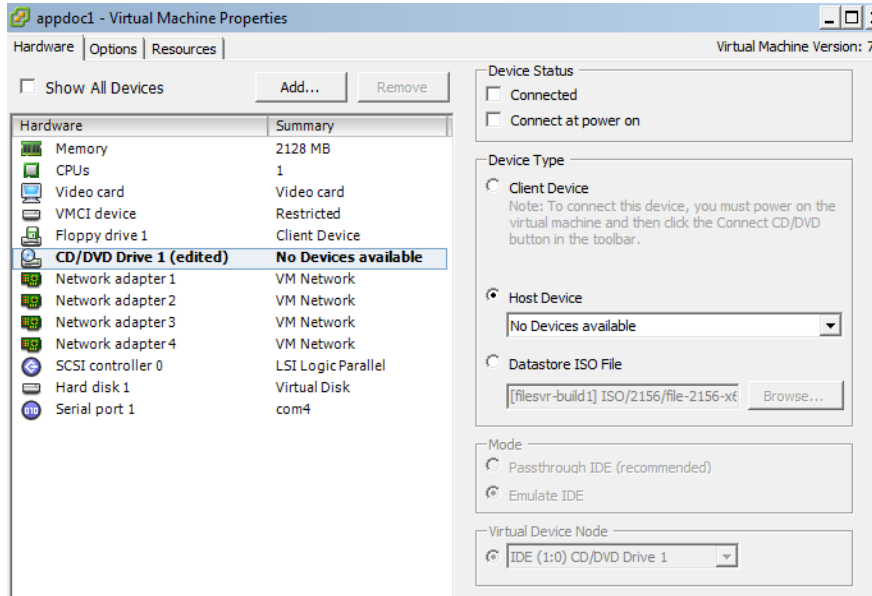 appdoc1 - Virtual Machine Properties
Hardware Options Resources
Virtual Machine Version: 7
Show All Devices
Add...
Remove
Hardware Summary
Memory 2128 MB
CPUs 1
Video card Video card
VMCI device Restricted
Floppy drive 1 Client Device
CD/DVD Drive 1 (edited) No Devices available
Network adapter 1 VM Network
Network adapter 2 VM Network
Network adapter 3 VM Network
Network adapter 4 VM Network
SCSI controller 0 LSI Logic Parallel
Hard disk 1 Virtual Disk
Serial port 1 com4
Device Status
Connected
Connect at power on
Device Type
Client Device
Note: To connect this device, you must power on the
virtual machine and then click the Connect CD/DVD
button in the toolbar.
Host Device
No Devices available
Datastore ISO File
[filesvr-build1] ISO/2156/file-2156-x6
Browse...
Mode
Passthrough IDE (recommended)
Emulate IDE
Virtual Device Node
IDE (1:0) CD/DVD Drive 1